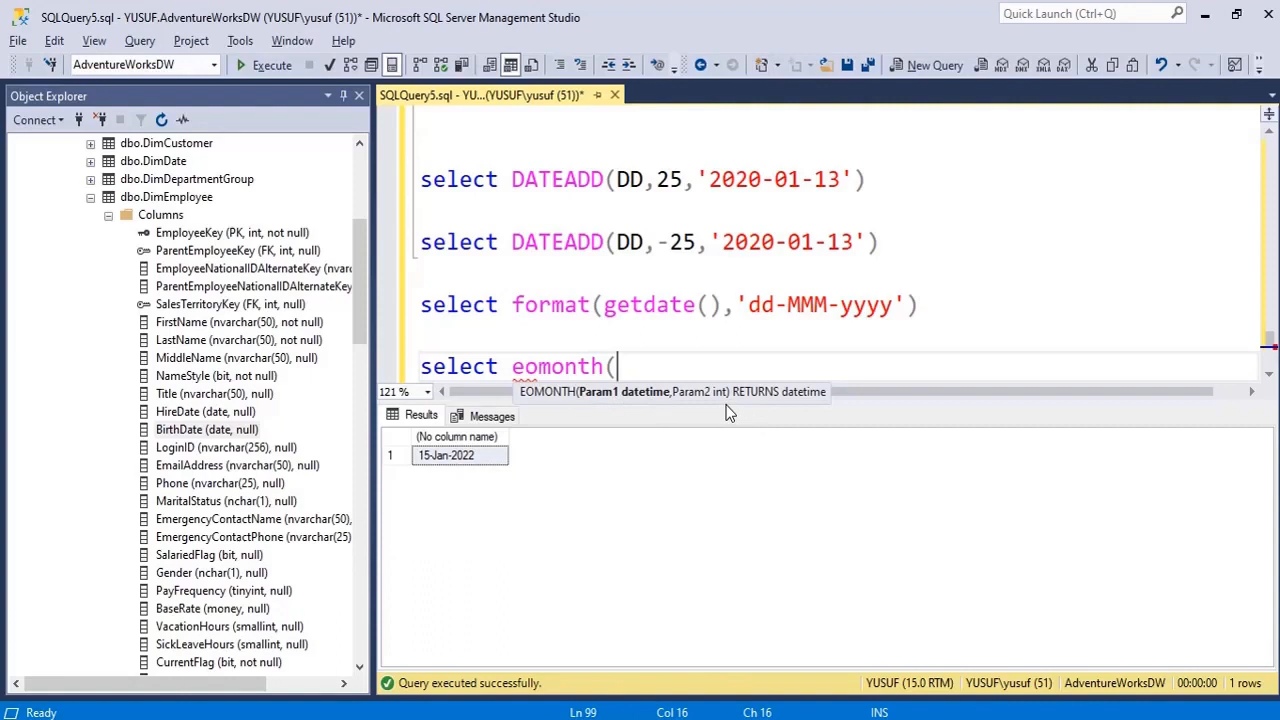 SQLQuery5.sql - YUSUF.AdventureWorksDW (YUSUF\yusuf (51))* - Microsoft SQL Server Management Studio
Quick Launch (Ctrl+Q)
File Edit View Query Project Tools Window Help
AdventureWorksDW Execute New Query
Object Explorer
SQLQuery5.sql - YU...(YUSUF\yusuf (51))*
Connect
dbo.DimCustomer
dbo.DimDate
dbo.DimDepartmentGroup
dbo.DimEmployee
Columns
EmployeeKey (PK, int, not null)
ParentEmployeeKey (FK, int, null)
EmployeeNationalIDAlternateKey (nvarc
ParentEmployeeNationalIDAlternateKey
SalesTerritoryKey (FK, int, null)
FirstName (nvarchar(50), not null)
LastName (nvarchar(50), not null)
MiddleName (nvarchar(50), null)
NameStyle (bit, not null)
Title (nvarchar(50), null)
HireDate (date, null)
BirthDate (date, null)
LoginID (nvarchar(256), null)
EmailAddress (nvarchar(50), null)
Phone (nvarchar(25), null)
MaritalStatus (nchar(1), null)
EmergencyContactName (nvarchar(50),
EmergencyContactPhone (nvarchar(25)
SalariedFlag (bit, null)
Gender (nchar(1), null)
PayFrequency (tinyint, null)
BaseRate (money, null)
VacationHours (smallint, null)
SickLeaveHours (smallint, null)
CurrentFlag (bit, not null)
select DATEADD(DD,25,'2020-01-13')
select DATEADD(DD,-25,'2020-01-13')
select format(getdate(),'dd-MMM-yyyy')
select eomonth(
121 %
EOMONTH(Param1 datetime,Param2 int) RETURNS datetime
Results Messages
(No column name)
1 15-Jan-2022
Query executed successfully. YUSUF (15.0 RTM) YUSUF\yusuf (51) AdventureWorksDW 00:00:00 1 rows
Ready Ln 99 Col 16 Ch 16 INS